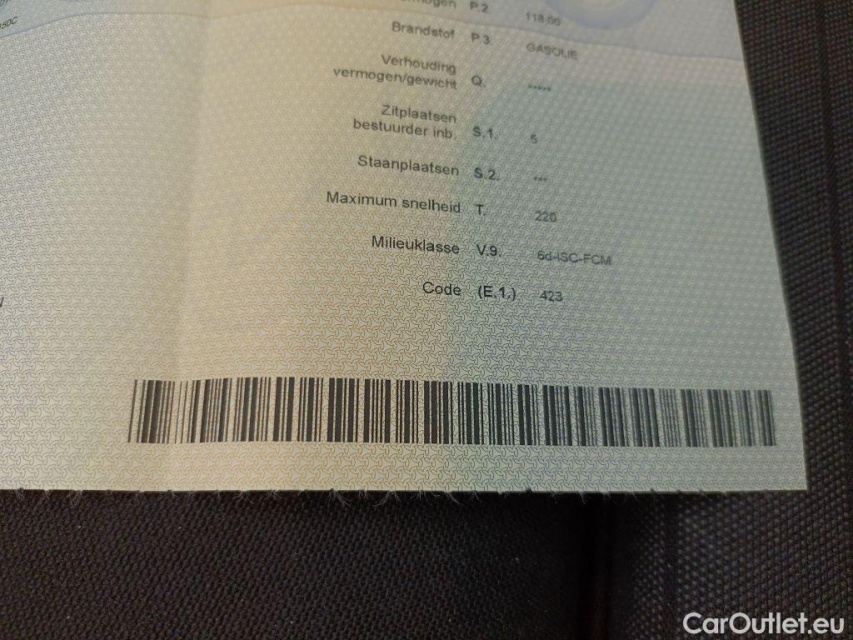 P.2 118,00
Brandstof P.3 GASOLIE
Verhouding
vermogen/gewicht Q. -----
Zitplaatsen
bestuurder inb. S.1. 5
Staanplaatsen S.2. ---
Maximum snelheid T. 220
Milieuklasse V.9. 6d-ISC-FCM
Code (E.1.) 423
CarOutlet.eu